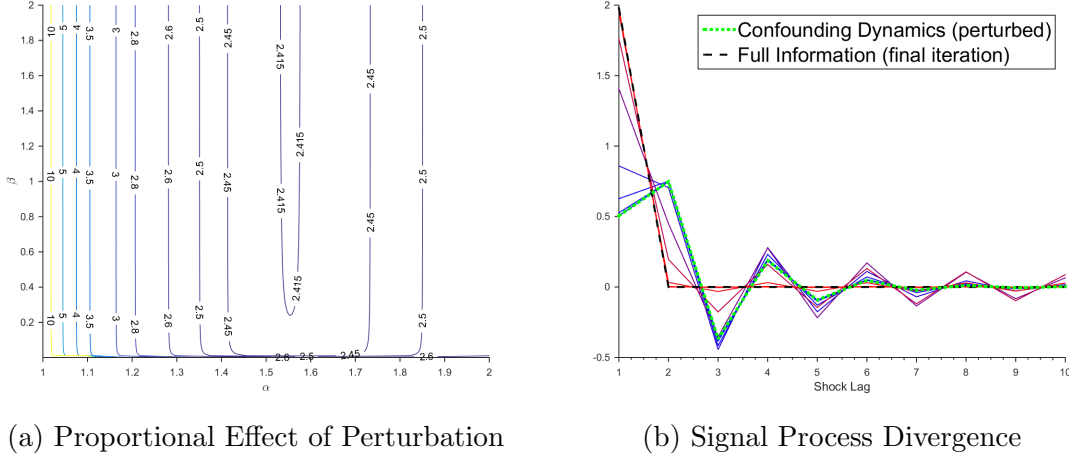 2
1.8
1.6
1.4
1.2
1
0.8
0.6
0.4
0.2
β
10 5 4 3.5 3 2.8 2.6 2.5 2.45
2.415 2.5
2.45
2.415
10 5 4 3.5 3 2.8 2.6 2.5 2.45 2.5
2.415
2.45
2.415
10 5 4 3.5 3 2.8 2.6 2.5 2.45 2.5
2.6 2.5 2.45 2.6
1 1.1 1.2 1.3 1.4 1.5 1.6 1.7 1.8 1.9 2
α
(a) Proportional Effect of Perturbation
Confounding Dynamics (perturbed)
Full Information (final iteration)
2
1.5
1
0.5
0
-0.5
1 2 3 4 5 6 7 8 9 10
Shock Lag
(b) Signal Process Divergence